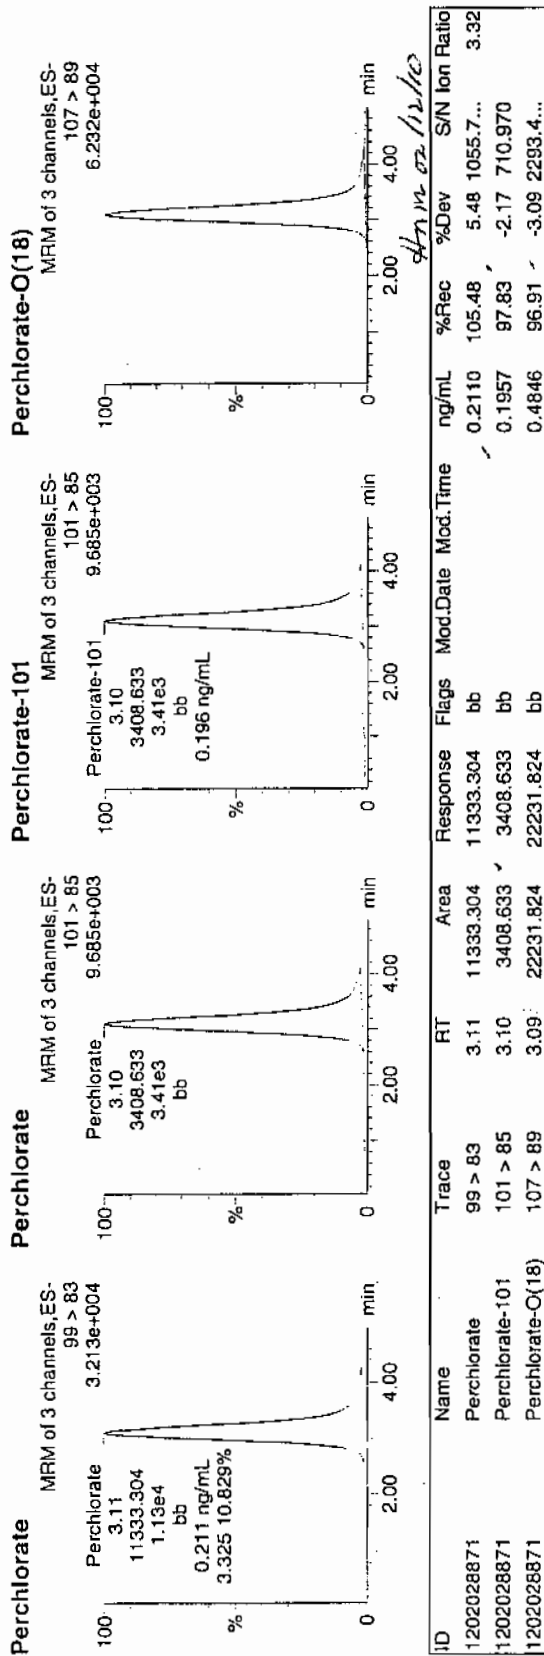 Perchlorate
MRM of 3 channels,ES-
99 > 83
3.213e+004
100
Perchlorate
3.11
11333.304
1.13e4
bb
0.211 ng/mL
3.325 10.829%
%
0
2.00
4.00
min
Perchlorate
MRM of 3 channels,ES-
101 > 85
9.685e+003
100
Perchlorate
3.10
3408.633
3.41e3
bb
%
0
2.00
4.00
min
Perchlorate-101
MRM of 3 channels,ES-
101 > 85
9.685e+003
100
Perchlorate-101
3.10
3408.633
3.41e3
bb
0.196 ng/mL
%
0
2.00
4.00
min
Perchlorate-O(18)
MRM of 3 channels,ES-
107 > 89
6.232e+004
100
%
0
2.00
4.00
min
02/12/10
ID Name Trace RT Area Response Flags Mod.Date Mod.Time ng/mL %Rec %Dev S/N Ion Ratio
1202028871 Perchlorate 99 > 83 3.11 11333.304 11333.304 bb 0.2110 105.48 5.48 1055.7... 3.32
1202028871 Perchlorate-101 101 > 85 3.10 3408.633 3408.633 bb 0.1957 97.83 -2.17 710.970
1202028871 Perchlorate-O(18) 107 > 89 3.09 22231.824 22231.824 bb 0.4846 96.91 -3.09 2293.4...